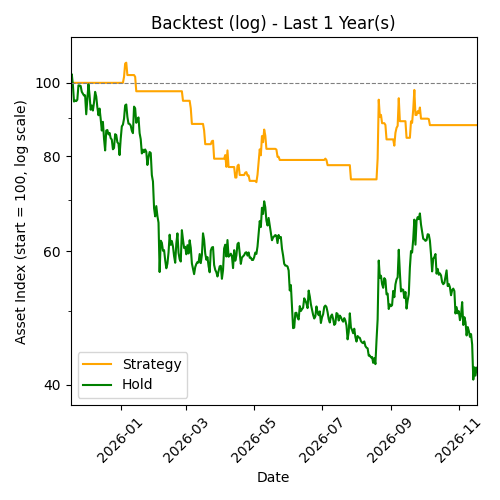 Backtest (log) - Last 1 Year(s)
Asset Index (start = 100, log scale)
100
80
60
40
Strategy
Hold
2026-01
2026-03
2026-05
2026-07
2026-09
2026-11
Date